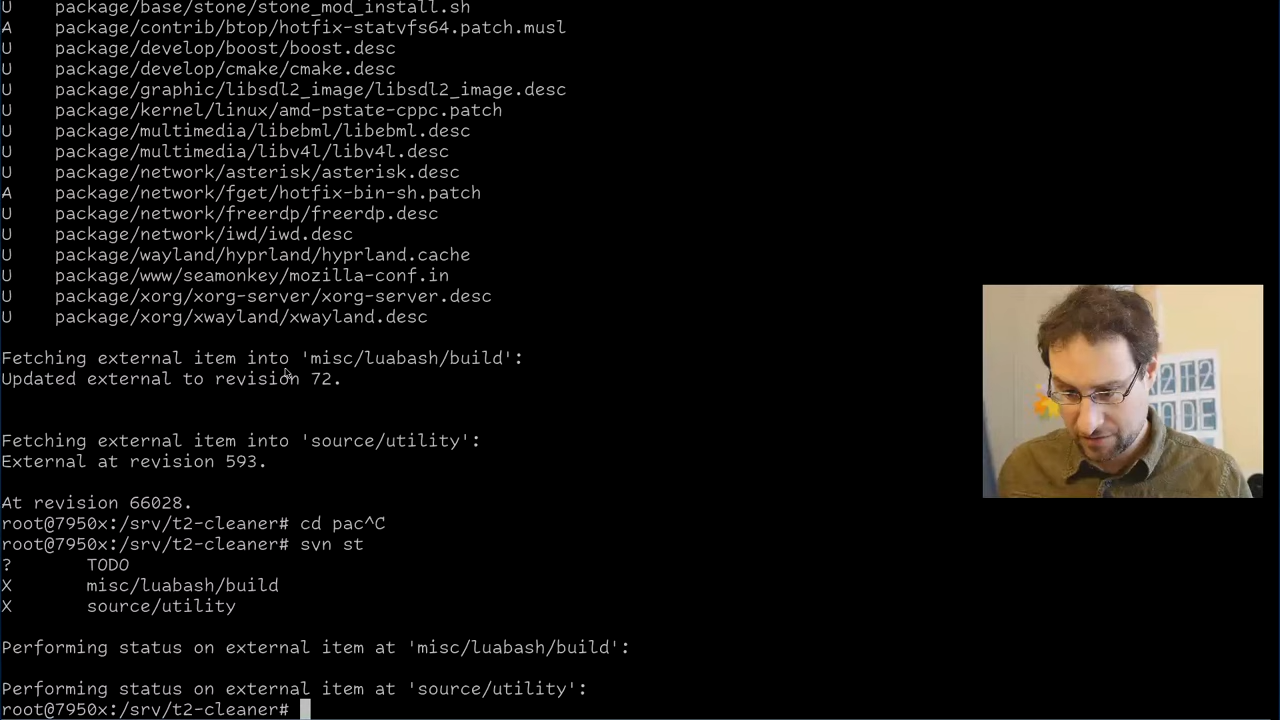 U    package/base/stone/stone_mod_install.sh
A    package/contrib/btop/hotfix-statvfs64.patch.musl
U    package/develop/boost/boost.desc
U    package/develop/cmake/cmake.desc
U    package/graphic/libsdl2_image/libsdl2_image.desc
U    package/kernel/linux/amd-pstate-cppc.patch
U    package/multimedia/libebml/libebml.desc
U    package/multimedia/libv4l/libv4l.desc
U    package/network/asterisk/asterisk.desc
A    package/network/fget/hotfix-bin-sh.patch
U    package/network/freerdp/freerdp.desc
U    package/network/iwd/iwd.desc
U    package/wayland/hyprland/hyprland.cache
U    package/www/seamonkey/mozilla-conf.in
U    package/xorg/xorg-server/xorg-server.desc
U    package/xorg/xwayland/xwayland.desc
Fetching external item into 'misc/luabash/build':
Updated external to revision 72.
Fetching external item into 'source/utility':
External at revision 593.
At revision 66028.
root@7950x:/srv/t2-cleaner# cd pac^C
root@7950x:/srv/t2-cleaner# svn st
?       TODO
X       misc/luabash/build
X       source/utility
Performing status on external item at 'misc/luabash/build':
Performing status on external item at 'source/utility':
root@7950x:/srv/t2-cleaner#